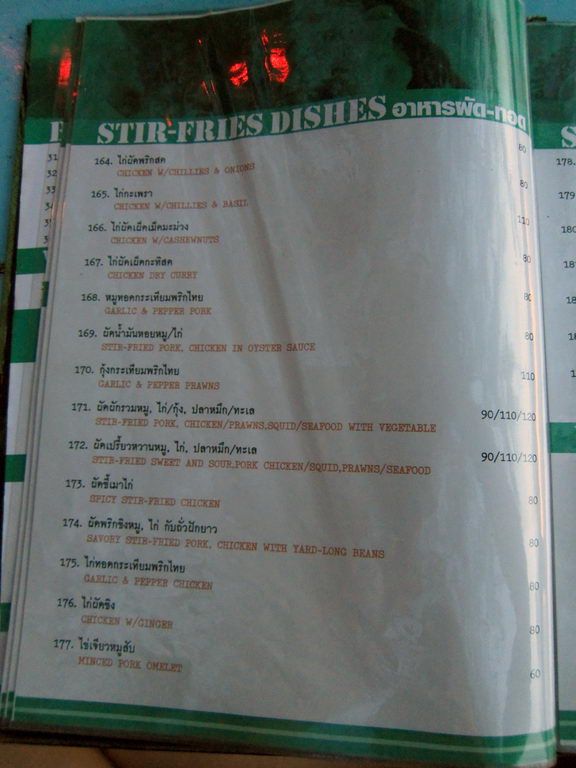 STIR-FRIES DISHES อาหารผัด-ทอด
164. ไก่ผัดพริกสด 80
CHICKEN W/CHILLIES & ONIONS
165. ไก่กะเพรา 80
CHICKEN W/CHILLIES & BASIL
166. ไก่ผัดเผ็ดเม็ดมะม่วง 110
CHICKEN W/CASHEWNUTS
167. ไก่ผัดเผ็ดกะทิสด 80
CHICKEN DRY CURRY
168. หมูทอดกระเทียมพริกไทย 80
GARLIC & PEPPER PORK
169. ผัดน้ำมันหอยหมู/ไก่ 80
STIR-FRIED PORK, CHICKEN IN OYSTER SAUCE
170. กุ้งกระเทียมพริกไทย 110
GARLIC & PEPPER PRAWNS
171. ผัดผักรวมหมู, ไก่/กุ้ง, ปลาหมึก/ทะเล 90/110/120
STIR-FRIED PORK, CHICKEN/PRAWNS,SQUID/SEAFOOD WITH VEGETABLE
172. ผัดเปรี้ยวหวานหมู, ไก่, ปลาหมึก/ทะเล 90/110/120
STIR-FRIED SWEET AND SOUR,PORK CHICKEN/SQUID,PRAWNS/SEAFOOD
173. ผัดขี้เมาไก่ 80
SPICY STIR-FRIED CHICKEN
174. ผัดพริกขิงหมู, ไก่ กับถั่วฝักยาว 80
SAVORY STIR-FRIED PORK, CHICKEN WITH YARD-LONG BEANS
175. ไก่ทอดกระเทียมพริกไทย 80
GARLIC & PEPPER CHICKEN
176. ไก่ผัดขิง 80
CHICKEN W/GINGER
177. ไข่เจียวหมูสับ 60
MINCED PORK OMELET
31
32
33
178.
179
180